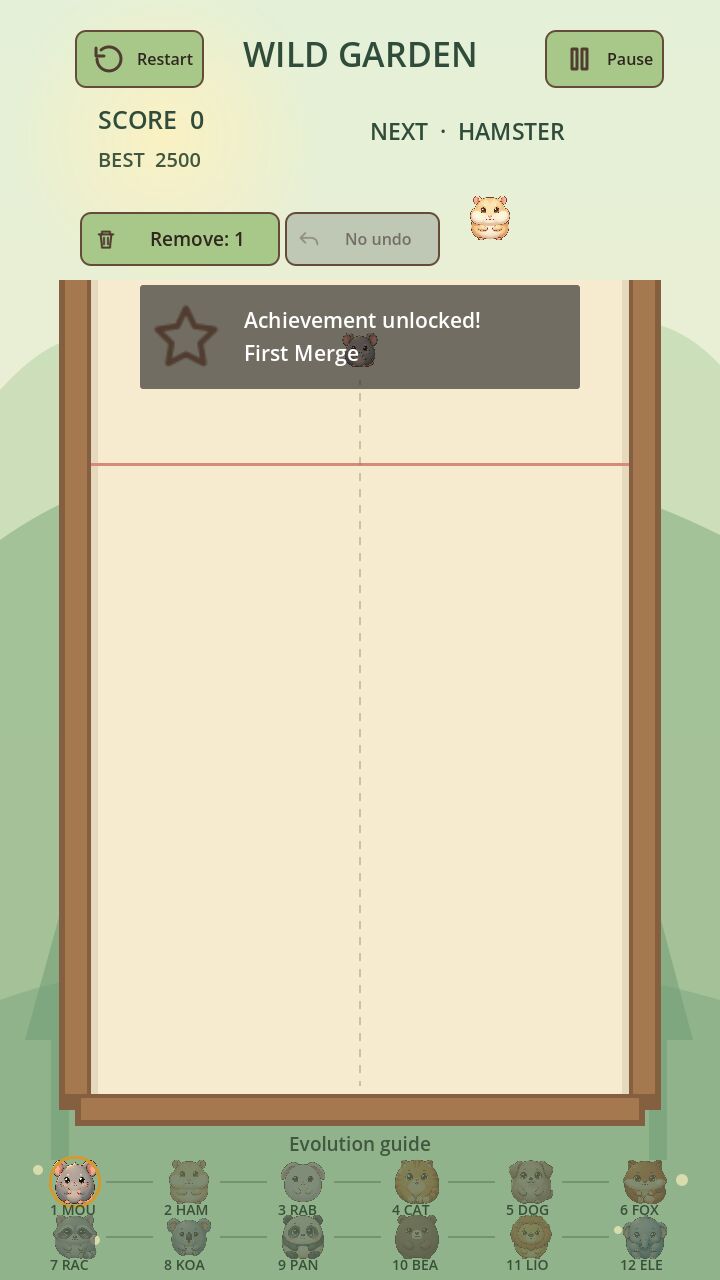 Restart
WILD GARDEN
Pause
SCORE 0
BEST 2500
NEXT · HAMSTER
Remove: 1
No undo
Achievement unlocked!
First Merge
Evolution guide
1 MOU
2 HAM
3 RAB
4 CAT
5 DOG
6 FOX
7 RAC
8 KOA
9 PAN
10 BEA
11 LIO
12 ELE